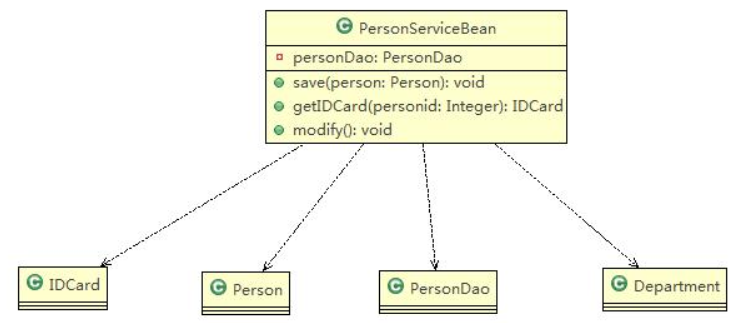 C PersonServiceBean
personDao: PersonDao
save(person: Person): void
getIDCard(personid: Integer): IDCard
modify(): void
C IDCard
C Person
C PersonDao
C Department